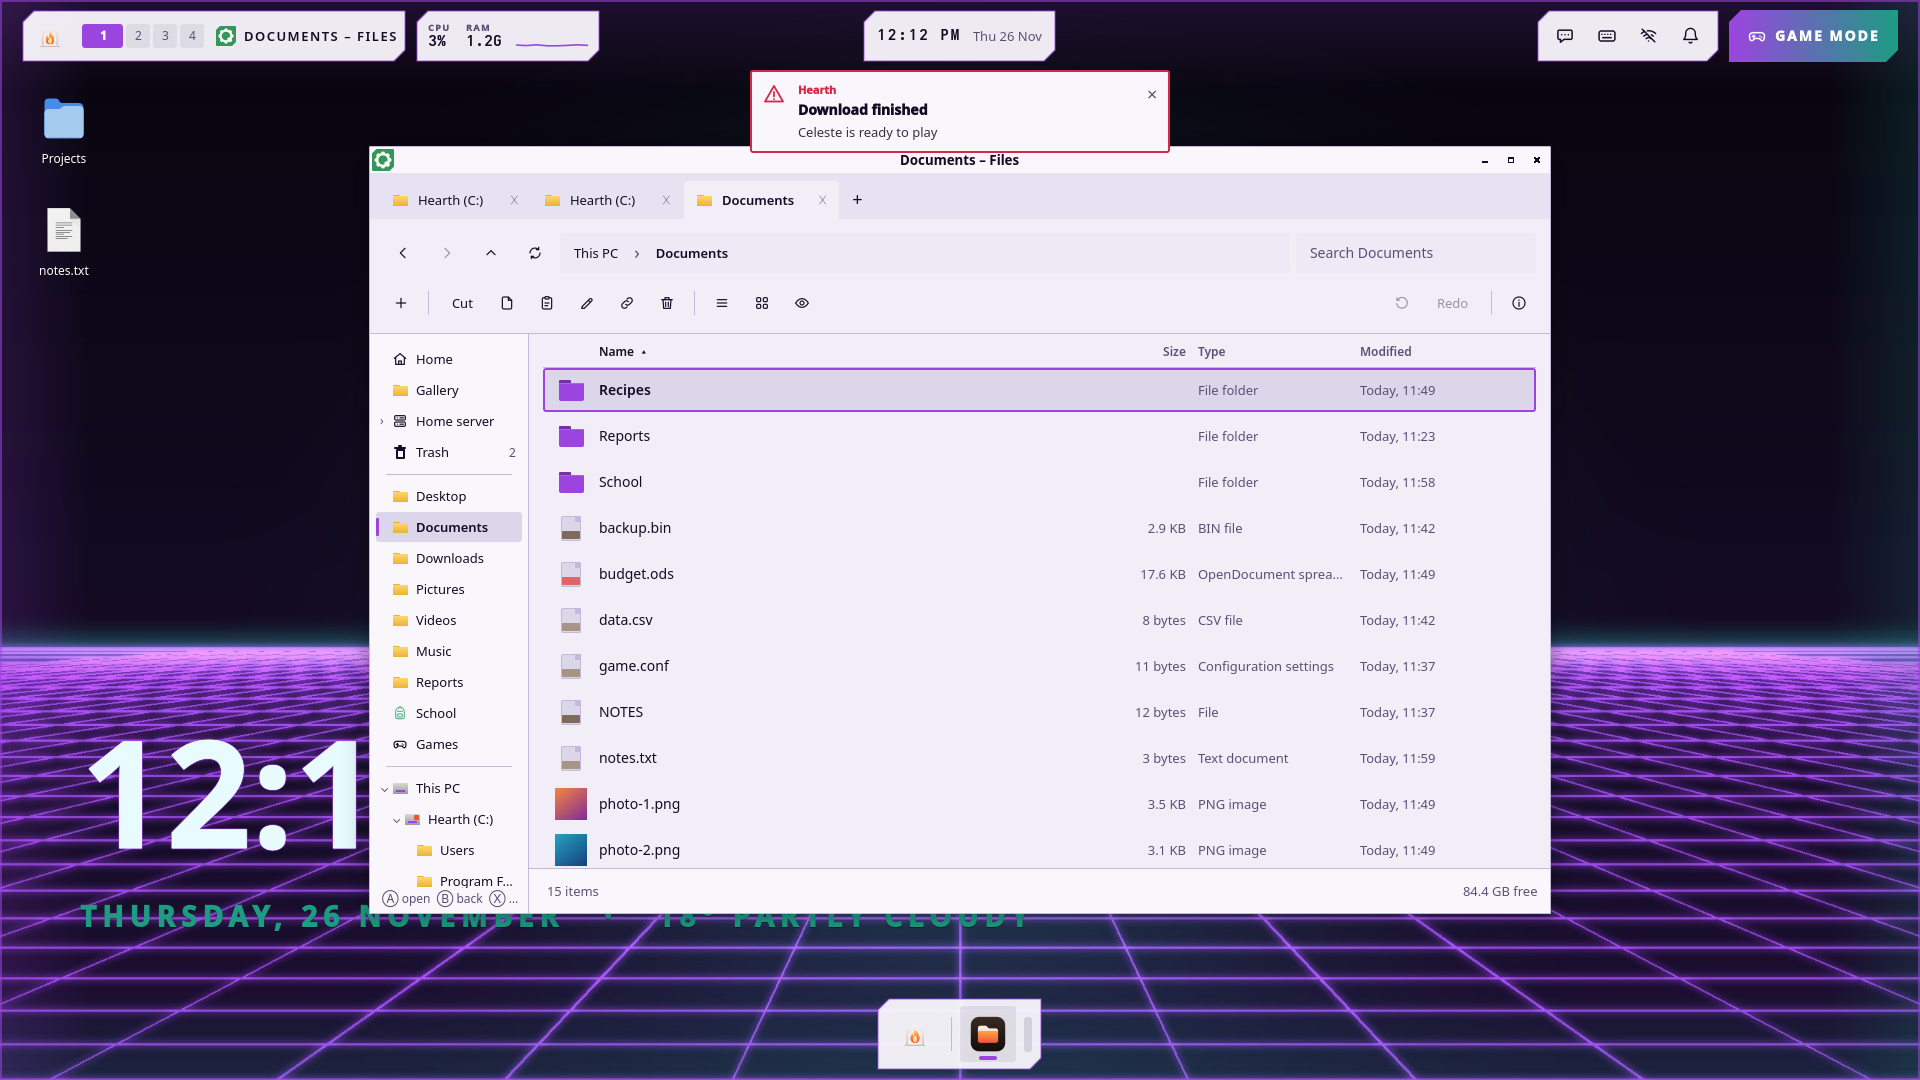 1 2 3 4 DOCUMENTS – FILES
CPU RAM
3% 1.2G
12:12 PM Thu 26 Nov
GAME MODE
Hearth
Download finished
Celeste is ready to play
Projects
notes.txt
Documents – Files
Hearth (C:) Hearth (C:) Documents
This PC Documents
Search Documents
Cut
Redo
Home
Gallery
Home server
Trash 2
Desktop
Documents
Downloads
Pictures
Videos
Music
Reports
School
Games
This PC
Hearth (C:)
Users
Program F...
A open B back X ...
Name Size Type Modified
Recipes File folder Today, 11:49
Reports File folder Today, 11:23
School File folder Today, 11:58
backup.bin 2.9 KB BIN file Today, 11:42
budget.ods 17.6 KB OpenDocument sprea... Today, 11:49
data.csv 8 bytes CSV file Today, 11:42
game.conf 11 bytes Configuration settings Today, 11:37
NOTES 12 bytes File Today, 11:37
notes.txt 3 bytes Text document Today, 11:59
photo-1.png 3.5 KB PNG image Today, 11:49
photo-2.png 3.1 KB PNG image Today, 11:49
15 items 84.4 GB free
12:1
THURSDAY, 26 NOVEMBER · 18° PARTLY CLOUDY